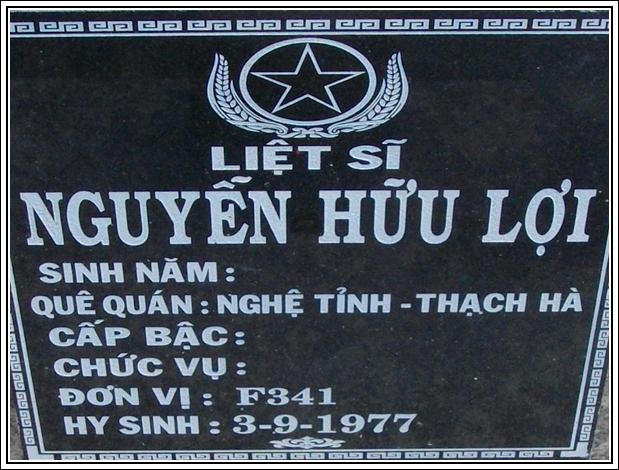 LIỆT SĨ
NGUYỄN HỮU LỢI
SINH NĂM :
QUÊ QUÁN : NGHỆ TỈNH - THẠCH HÀ
CẤP BẬC :
CHỨC VỤ :
ĐƠN VỊ : F341
HY SINH : 3-9-1977